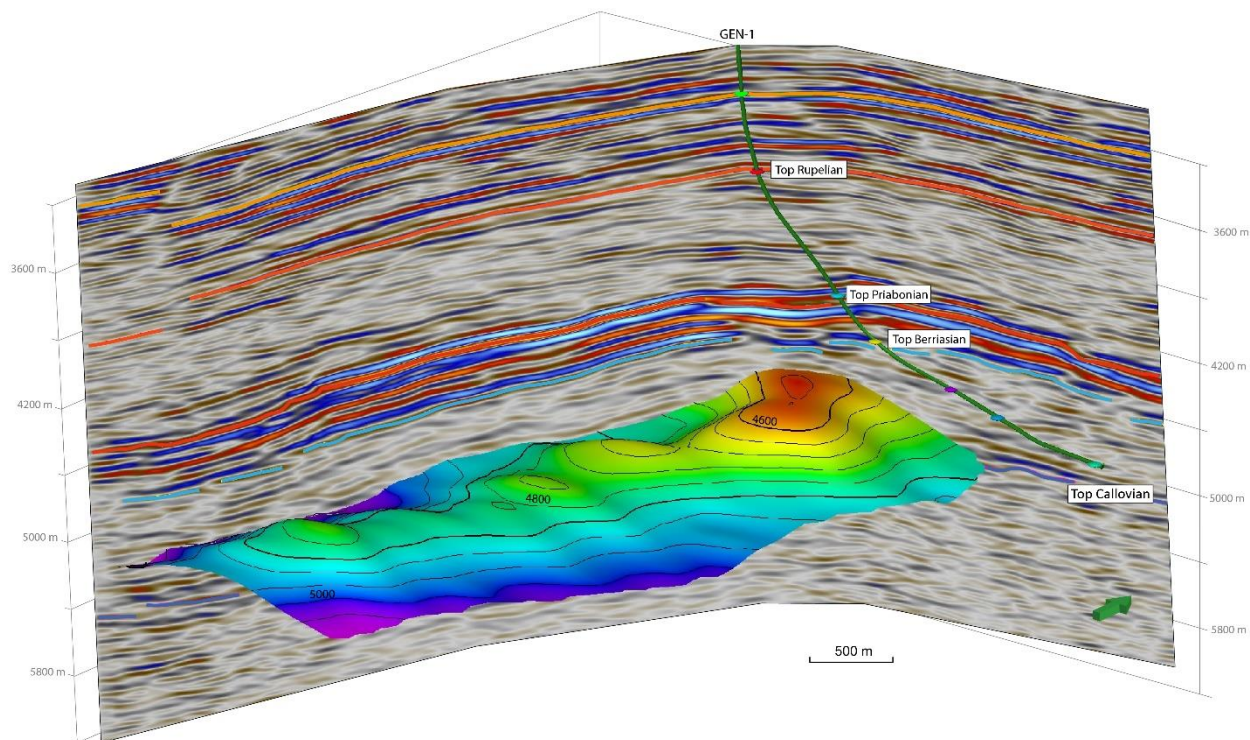 GEN-1
Top Rupelian
3600 m
3600 m
Top Priabonian
Top Berriasian
4200 m
4200 m
4600
4800
Top Callovian
5000 m
5000 m
5000
500 m
5800 m
5800 m